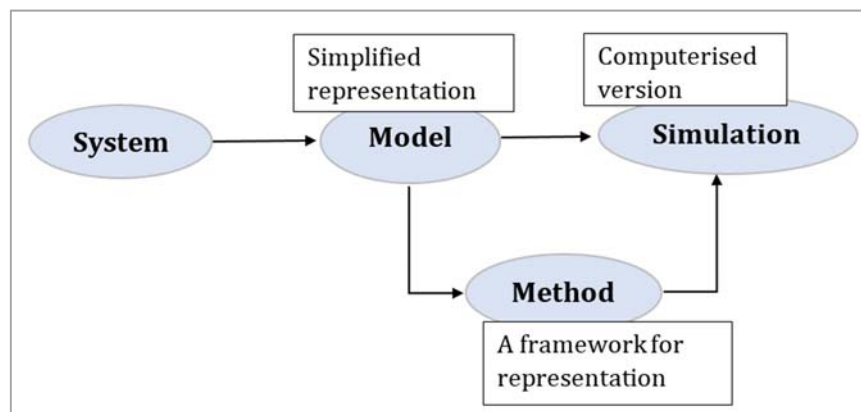 Simplified
representation
Computerised
version
System
Model
Simulation
Method
A framework for
representation